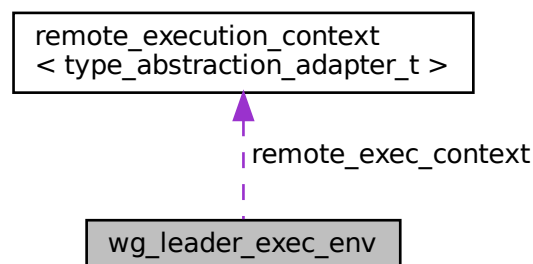 remote_execution_context
< type_abstraction_adapter_t >
remote_exec_context
wg_leader_exec_env